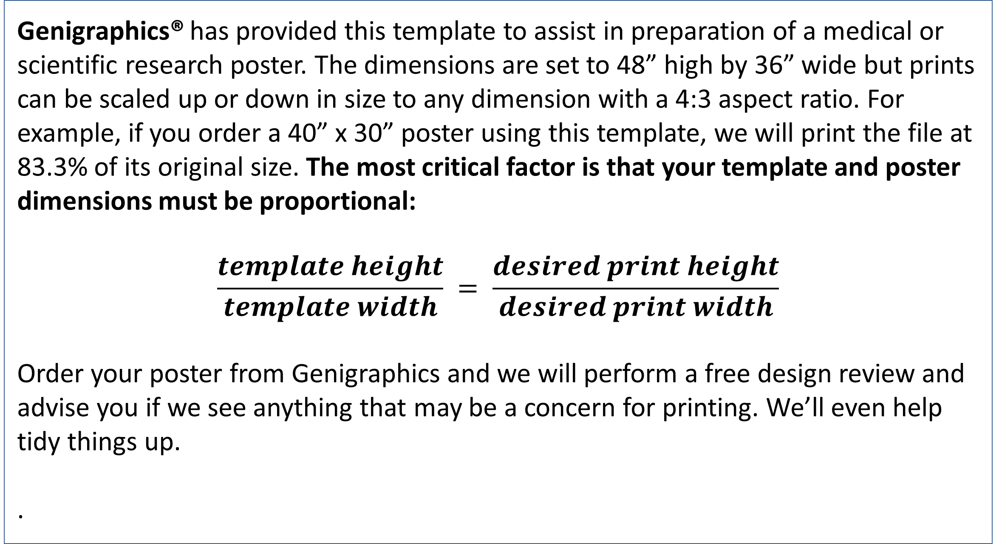 Genigraphics® has provided this template to assist in preparation of a medical or
scientific research poster. The dimensions are set to 48” high by 36” wide but prints
can be scaled up or down in size to any dimension with a 4:3 aspect ratio. For
example, if you order a 40” x 30” poster using this template, we will print the file at
83.3% of its original size. The most critical factor is that your template and poster
dimensions must be proportional:
template height / template width = desired print height / desired print width
Order your poster from Genigraphics and we will perform a free design review and
advise you if we see anything that may be a concern for printing. We’ll even help
tidy things up.
.